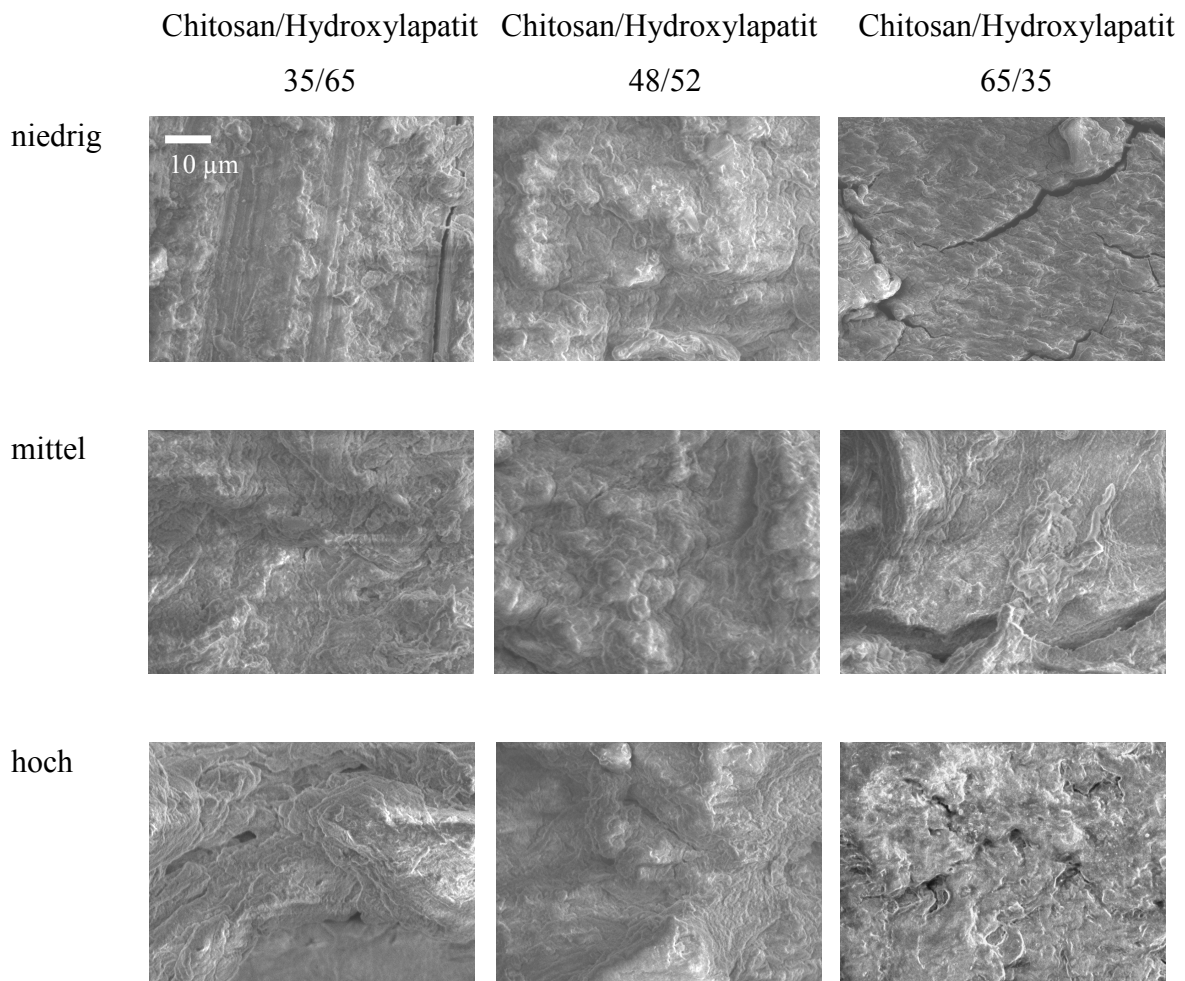 Chitosan/Hydroxylapatit Chitosan/Hydroxylapatit Chitosan/Hydroxylapatit
35/65 48/52 65/35
niedrig
10 µm
mittel
hoch